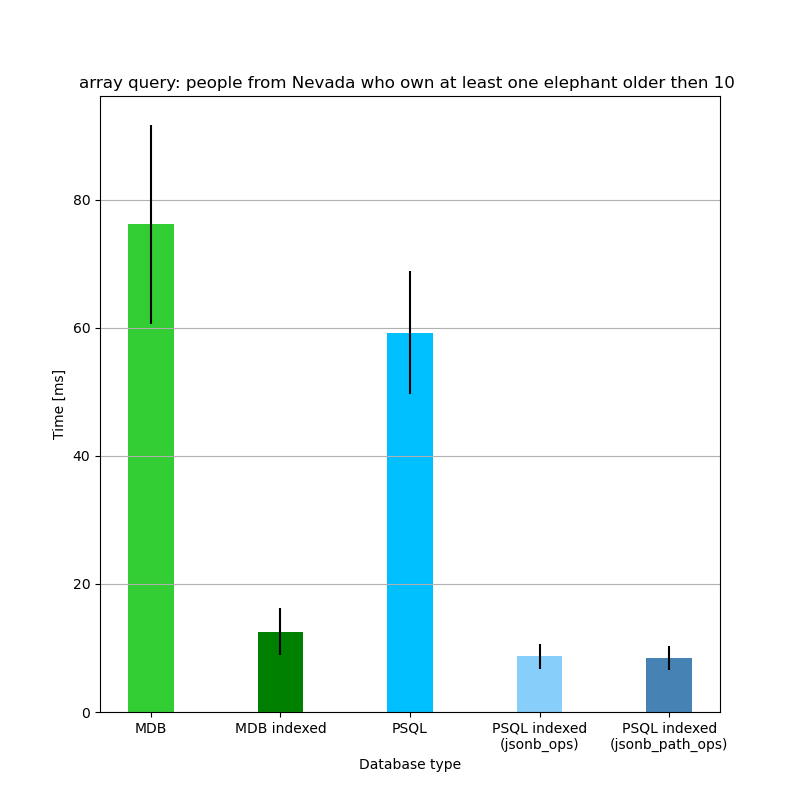 array query: people from Nevada who own at least one elephant older then 10
80
60
40
20
0
Time [ms]
MDB
MDB indexed
PSQL
PSQL indexed
(jsonb_ops)
PSQL indexed
(jsonb_path_ops)
Database type